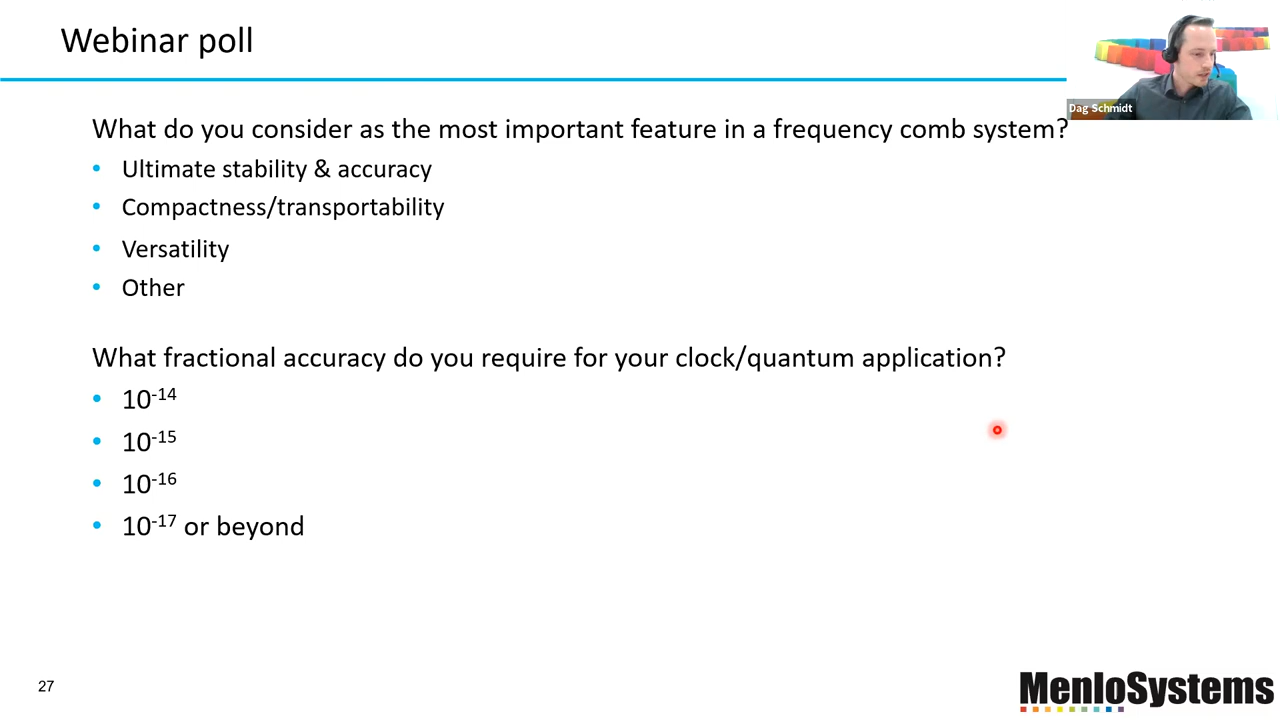 Webinar poll
Dag Schmidt
What do you consider as the most important feature in a frequency comb system?
• Ultimate stability & accuracy
• Compactness/transportability
• Versatility
• Other
What fractional accuracy do you require for your clock/quantum application?
• 10⁻¹⁴
• 10⁻¹⁵
• 10⁻¹⁶
• 10⁻¹⁷ or beyond
27
MenloSystems